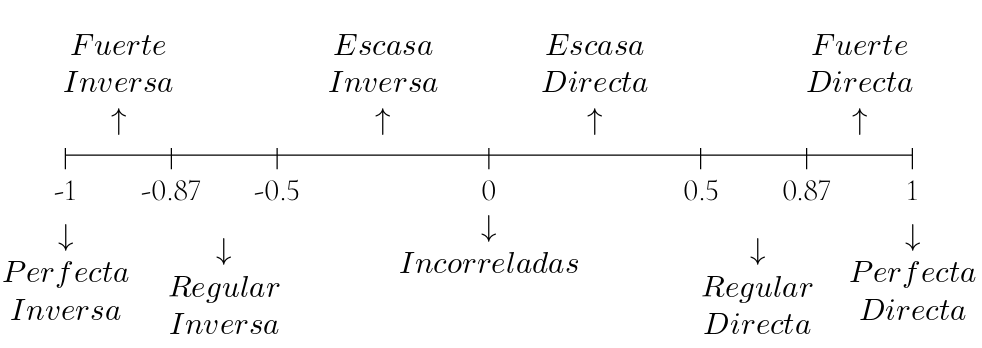 Fuerte Escasa Escasa Fuerte
Inversa Inversa Directa Directa
↑ ↑ ↑ ↑
-1 -0.87 -0.5 0 0.5 0.87 1
↓ ↓ ↓ ↓ ↓
Perfecta Regular Incorreladas Regular Perfecta
Inversa Inversa Directa Directa